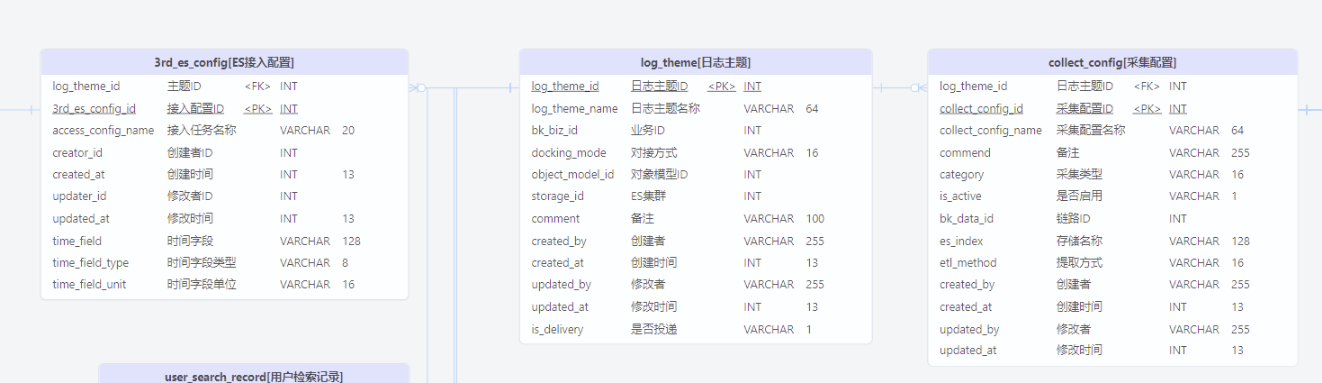 3rd_es_config[ES接入配置]
log_theme_id 主题ID <FK> INT
3rd_es_config_id 接入配置ID <PK> INT
access_config_name 接入任务名称 VARCHAR 20
creator_id 创建者ID INT
created_at 创建时间 INT 13
updater_id 修改者ID INT
updated_at 修改时间 INT 13
time_field 时间字段 VARCHAR 128
time_field_type 时间字段类型 VARCHAR 8
time_field_unit 时间字段单位 VARCHAR 16
log_theme[日志主题]
log_theme_id 日志主题ID <PK> INT
log_theme_name 日志主题名称 VARCHAR 64
bk_biz_id 业务ID INT
docking_mode 对接方式 VARCHAR 16
object_model_id 对象模型ID INT
storage_id ES集群 INT
comment 备注 VARCHAR 100
created_by 创建者 VARCHAR 255
created_at 创建时间 INT 13
updated_by 修改者 VARCHAR 255
updated_at 修改时间 INT 13
is_delivery 是否投递 VARCHAR 1
collect_config[采集配置]
log_theme_id 日志主题ID <FK> INT
collect_config_id 采集配置ID <PK> INT
collect_config_name 采集配置名称 VARCHAR 64
commend 备注 VARCHAR 255
category 采集类型 VARCHAR 16
is_active 是否启用 VARCHAR 1
bk_data_id 链路ID INT
es_index 存储名称 VARCHAR 128
etl_method 提取方式 VARCHAR 16
created_by 创建者 VARCHAR 255
created_at 创建时间 INT 13
updated_by 修改者 VARCHAR 255
updated_at 修改时间 INT 13
user_search_record[用户检索记录]